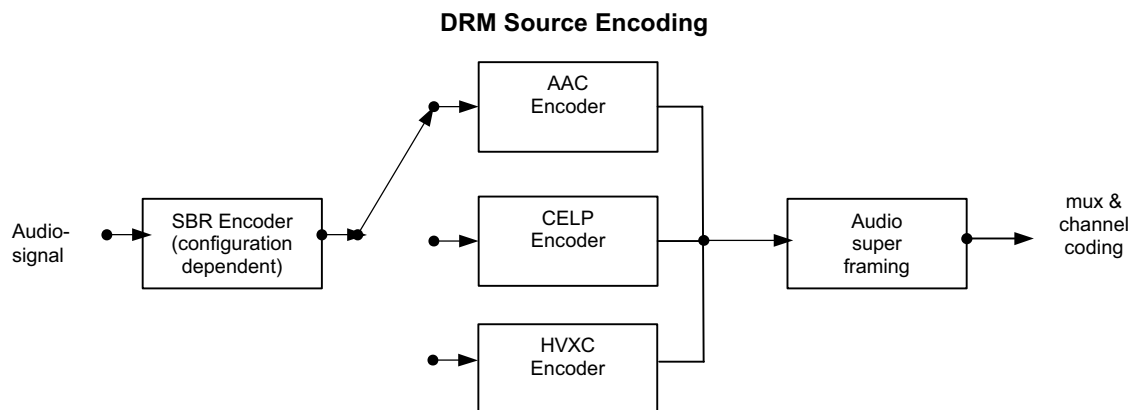 DRM Source Encoding
AAC
Encoder
Audio-
signal
SBR Encoder
(configuration
dependent)
CELP
Encoder
Audio
super
framing
mux &
channel
coding
HVXC
Encoder